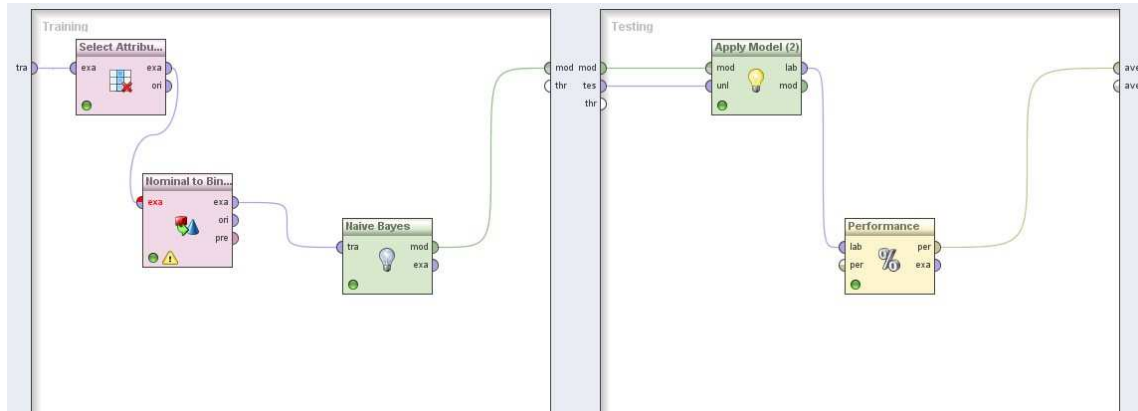 Training
Select Attribu...
tra exa exa
ori
Nominal to Bin...
exa exa
ori
pre
Naive Bayes
tra mod
exa
mod mod
thr tes
thr
Testing
Apply Model (2)
mod lab
unl mod
Performance
lab per
per % exa
ave
ave